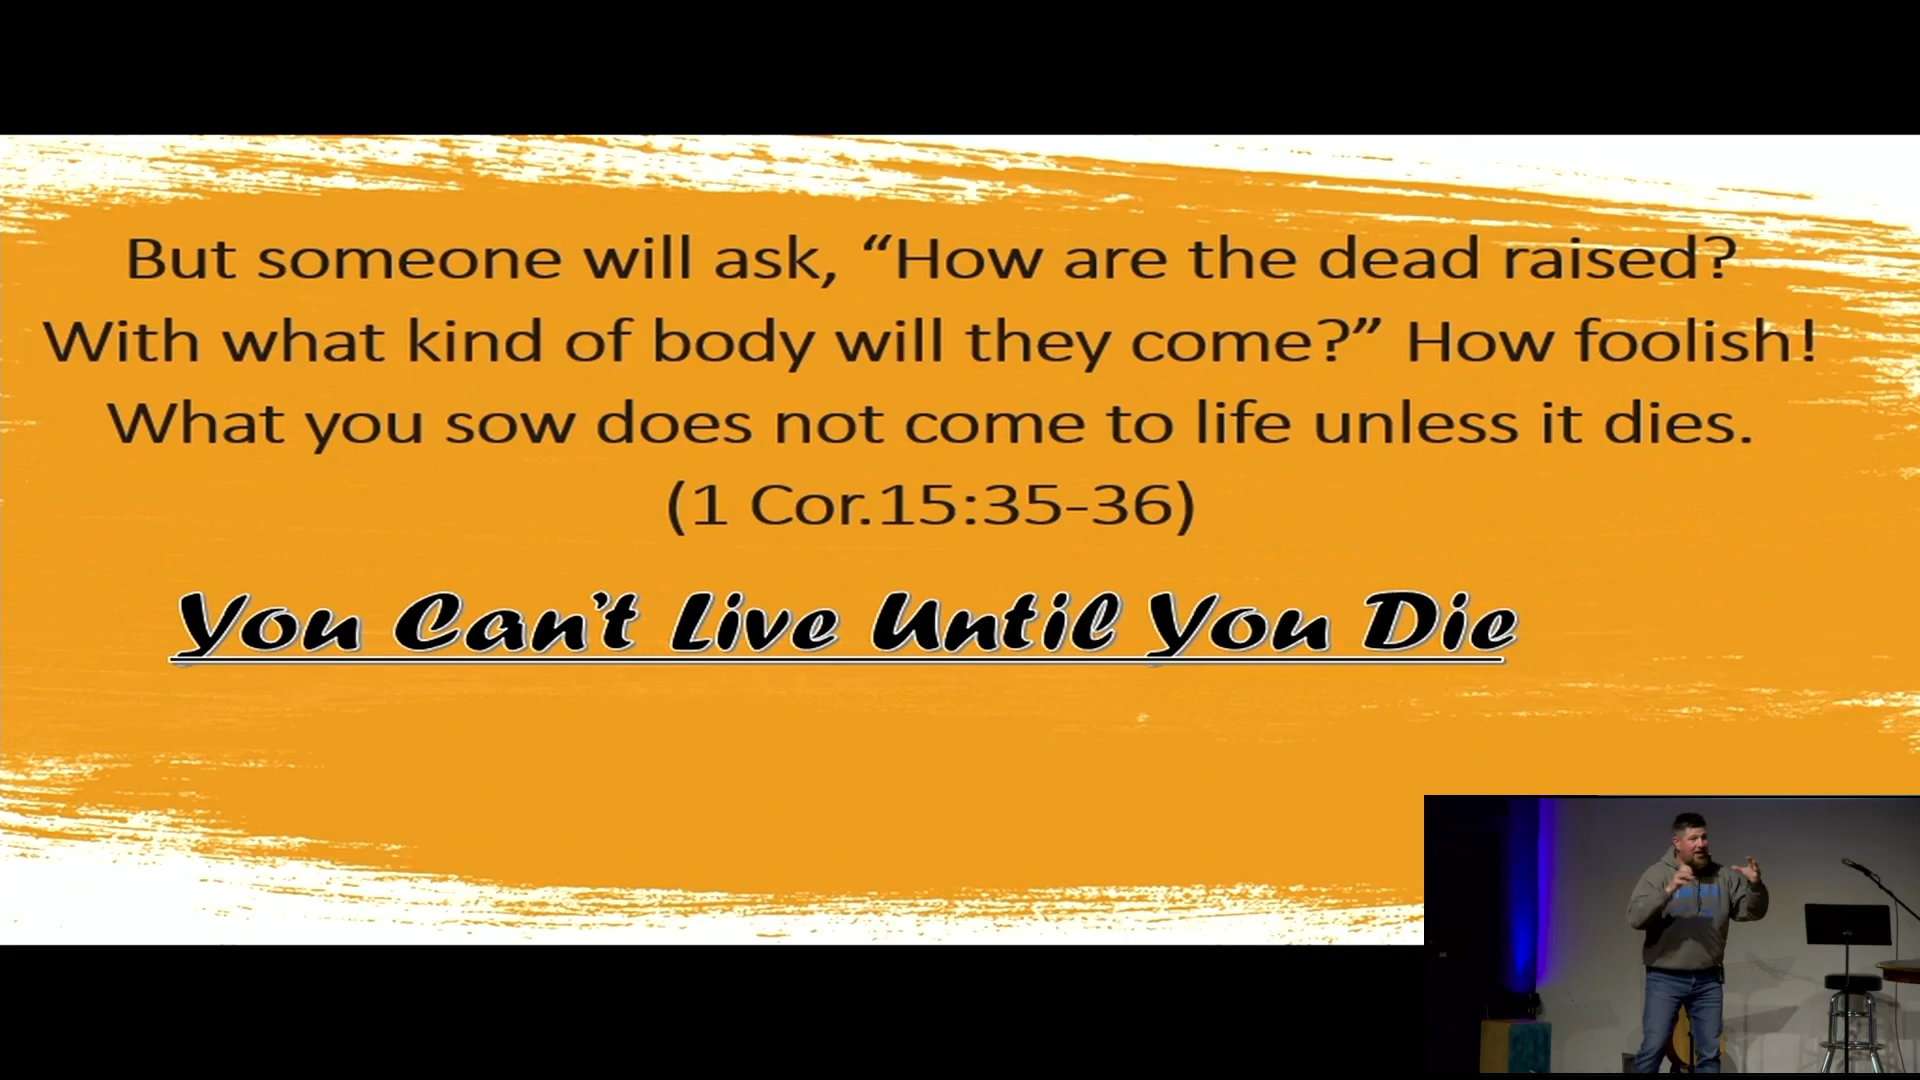 But someone will ask, “How are the dead raised?
With what kind of body will they come?” How foolish!
What you sow does not come to life unless it dies.
(1 Cor.15:35-36)
You Can’t Live Until You Die